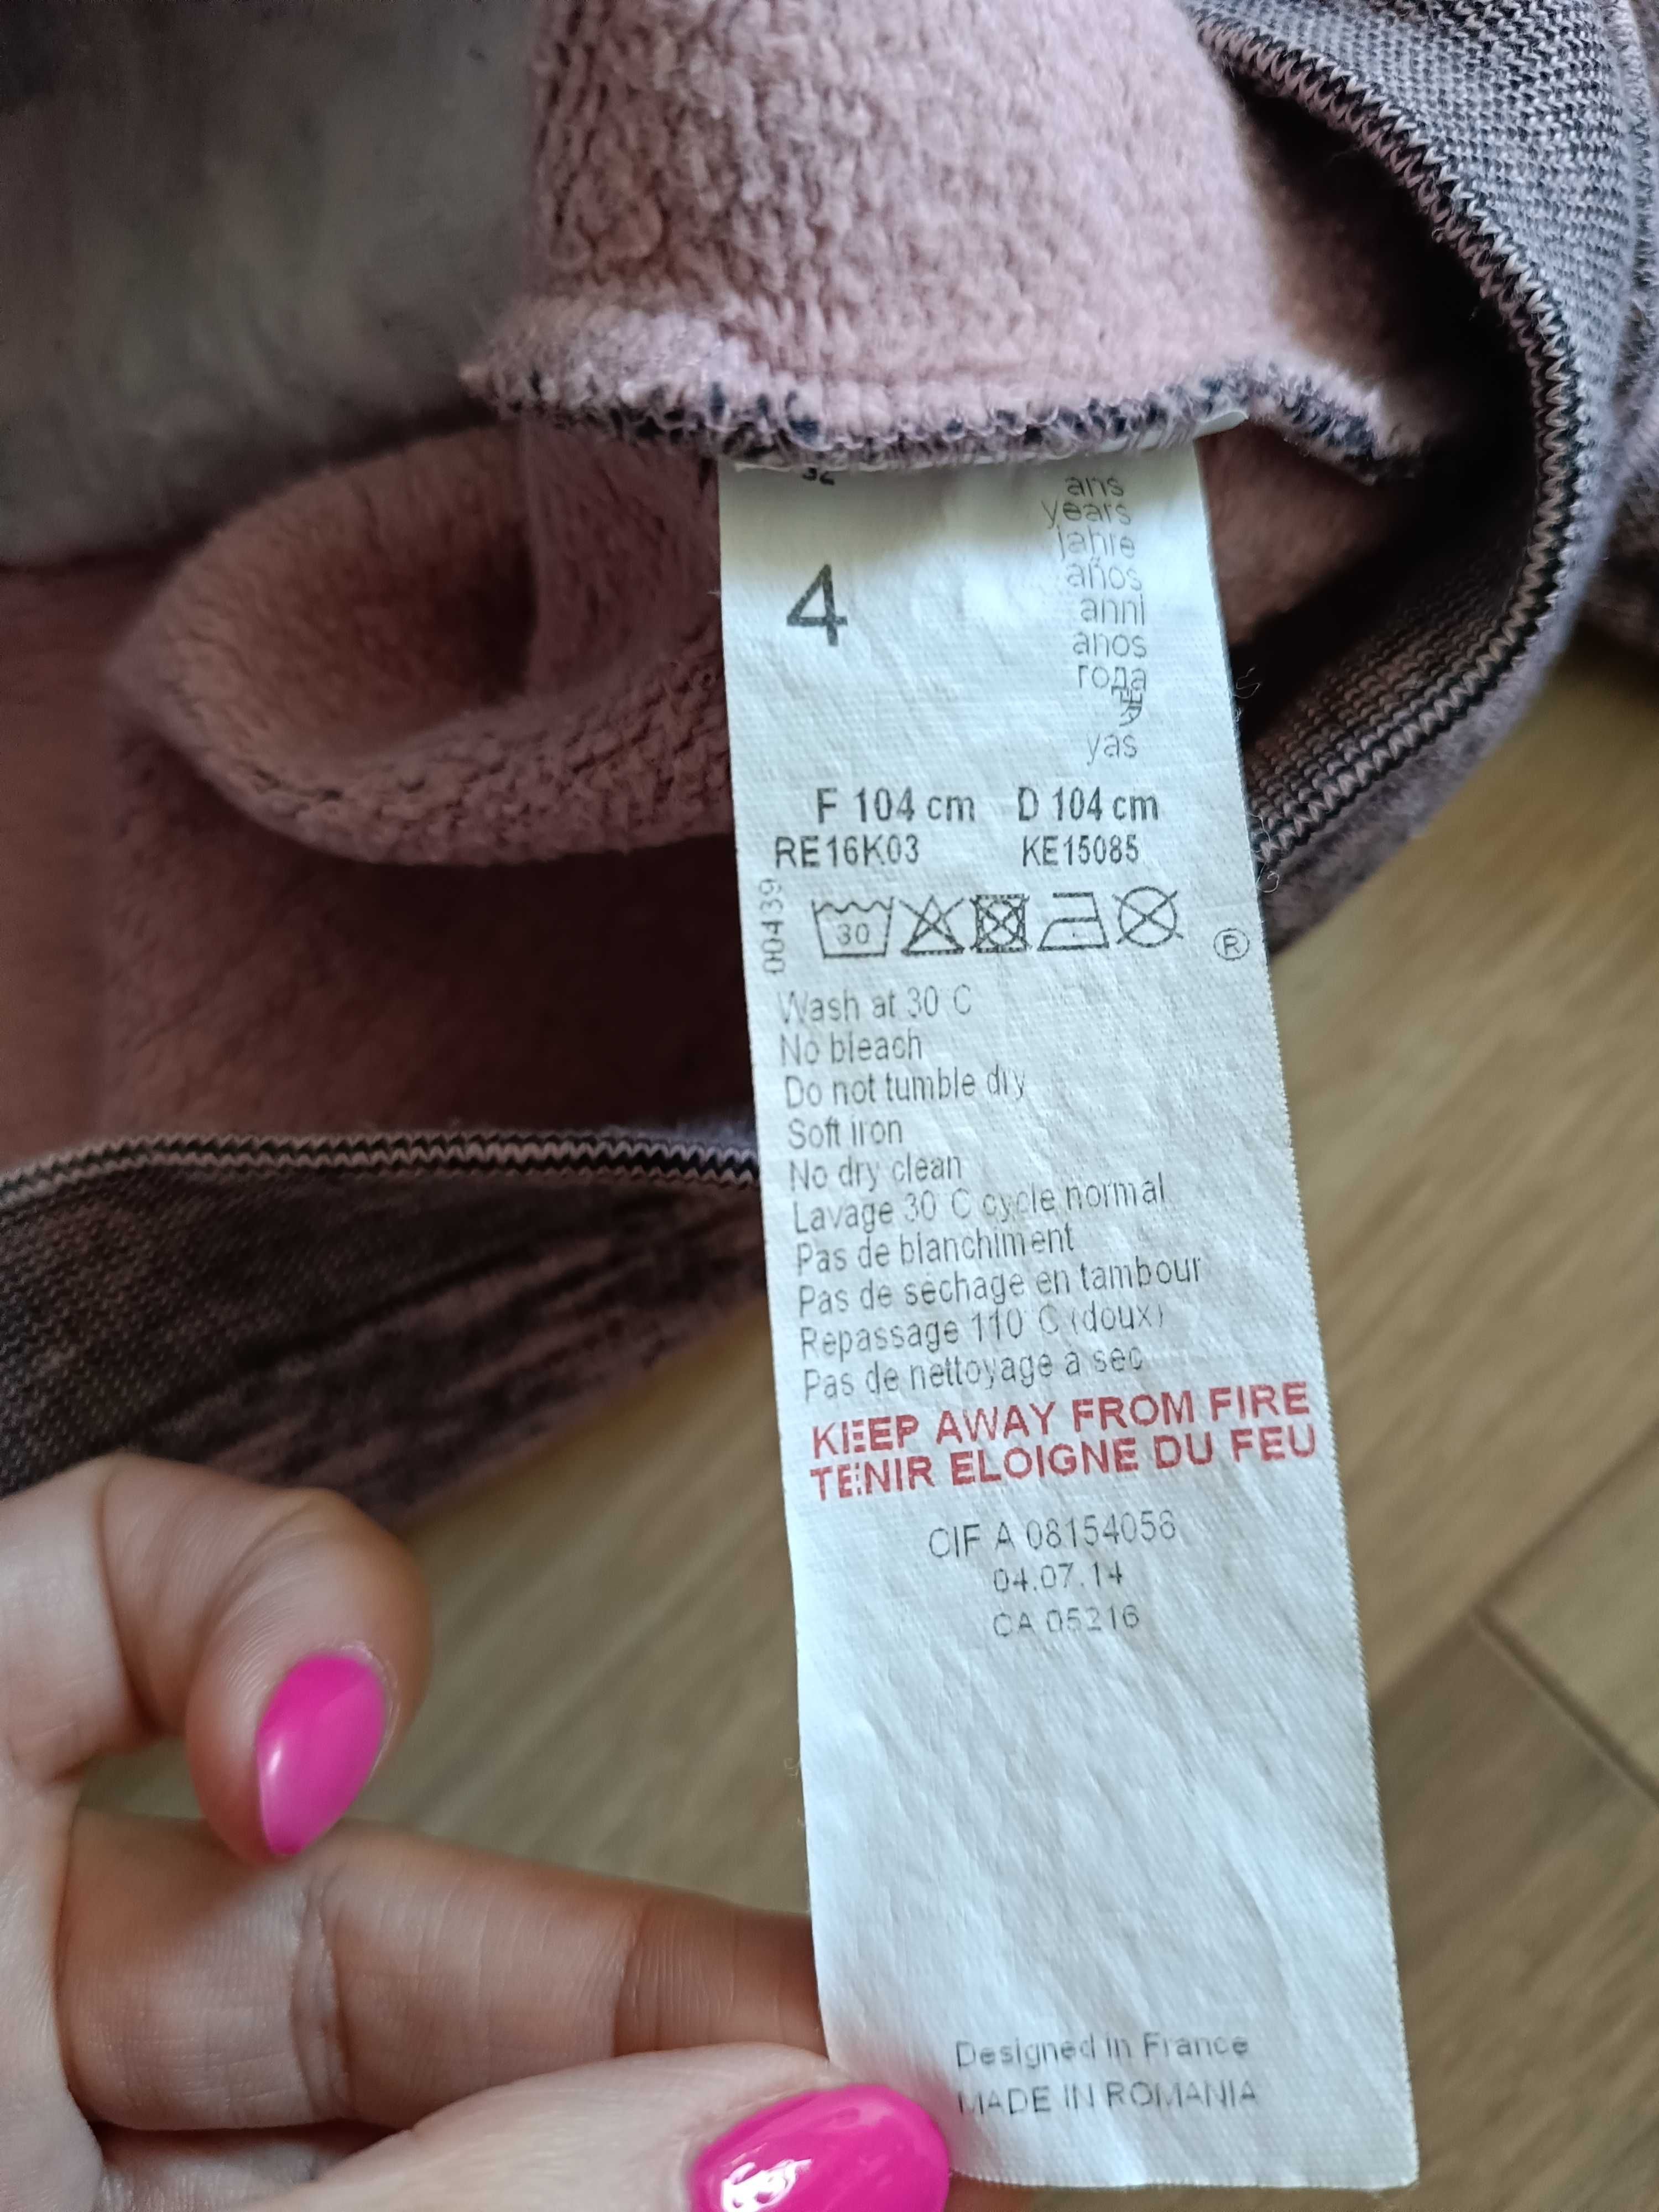 ans
years
jahre
4 años
anni
anos
года
yas
F 104 cm D 104 cm
RE16K03 KE15085
00439
30
®
Wash at 30 C
No bleach
Do not tumble dry
Soft iron
No dry clean
Lavage 30 C cycle normal
Pas de blanchiment
Pas de sechage en tambour
Repassage 110 C (doux)
Pas de nettoyage a sec
KEEP AWAY FROM FIRE
TENIR ELOIGNE DU FEU
CIF A 08154058
04.07.14
CA 05216
Designed in France
MADE IN ROMANIA